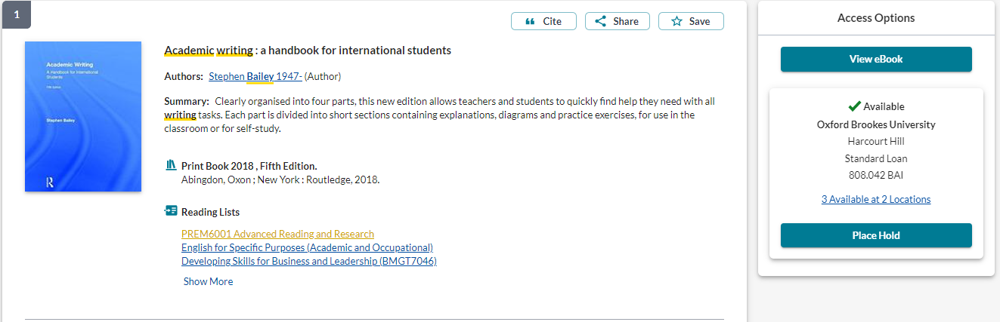 1
Cite
Share
Save
Academic Writing
A Handbook for International
Students
Fifth Edition
Stephen Bailey
R
Academic writing : a handbook for international students
Authors: Stephen Bailey 1947- (Author)
Summary: Clearly organised into four parts, this new edition allows teachers and students to quickly find help they need with all
writing tasks. Each part is divided into short sections containing explanations, diagrams and practice exercises, for use in the
classroom or for self-study.
Print Book 2018 , Fifth Edition.
Abingdon, Oxon ; New York : Routledge, 2018.
Reading Lists
PREM6001 Advanced Reading and Research
English for Specific Purposes (Academic and Occupational)
Developing Skills for Business and Leadership (BMGT7046)
Show More
Access Options
View eBook
Available
Oxford Brookes University
Harcourt Hill
Standard Loan
808.042 BAI
3 Available at 2 Locations
Place Hold